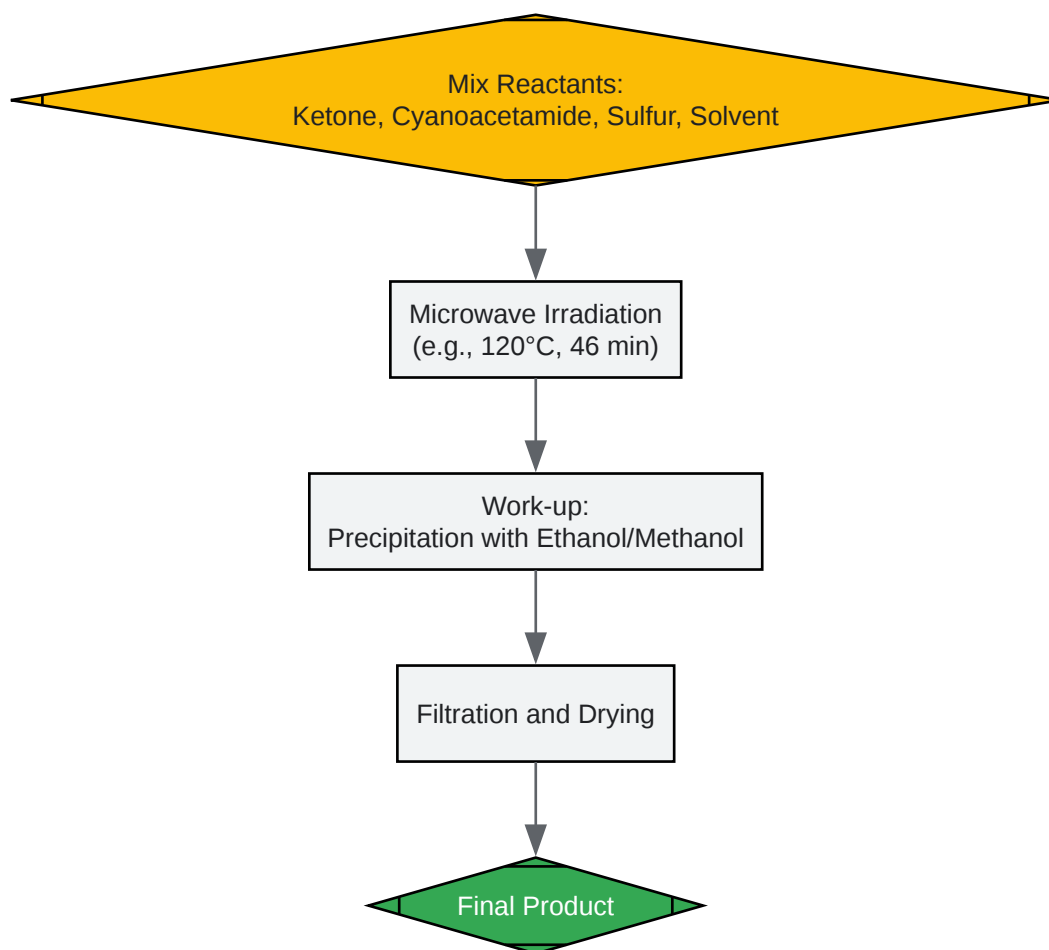 Mix Reactants:
Ketone, Cyanoacetamide, Sulfur, Solvent
Microwave Irradiation
(e.g., 120°C, 46 min)
Work-up:
Precipitation with Ethanol/Methanol
Filtration and Drying
Final Product